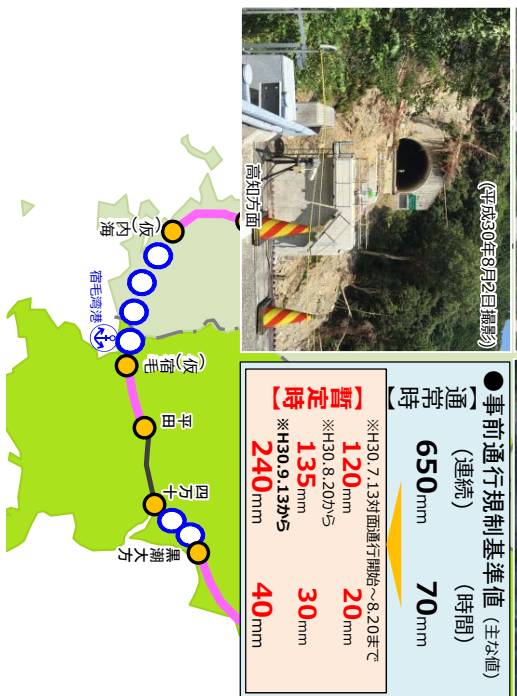 (平成30年8月2日撮影)
高知方面
●事前通行規制基準値 (主な値)
(連続) (時間)
【通常時】 650mm 70mm
【暫定時】
※H30.7.13対面通行開始~8.20まで
120mm 20mm
※H30.8.20から
135mm 30mm
※H30.9.13から
240mm 40mm
(仮)内海
宿毛湾港
(仮)宿毛
平田
四万十
黒潮大方